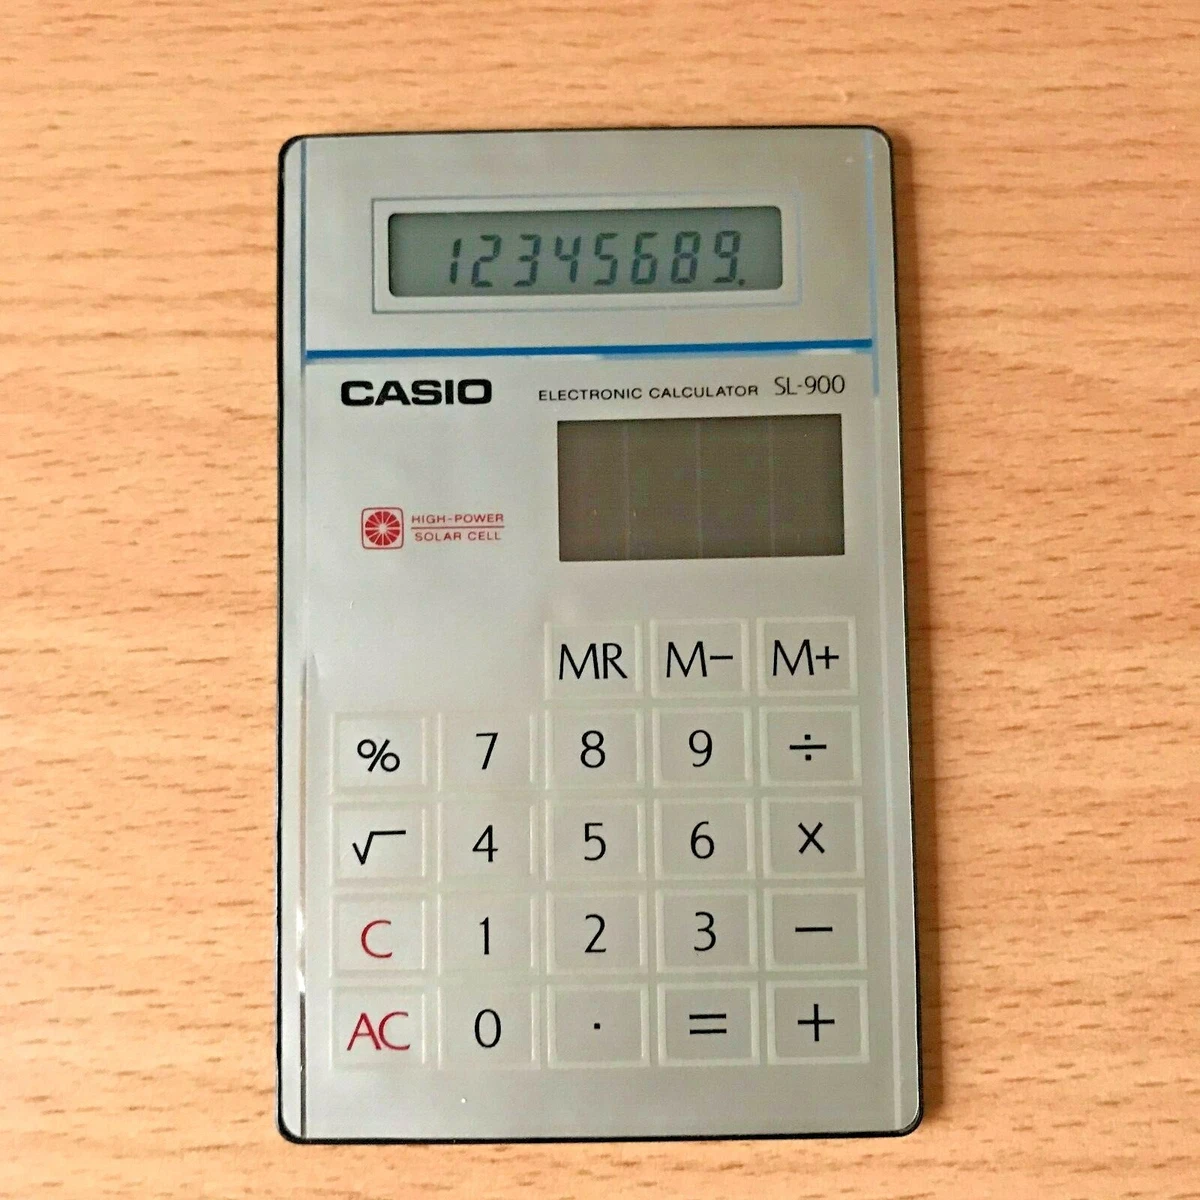 12345689.
CASIO ELECTRONIC CALCULATOR SL-900
HIGH-POWER
SOLAR CELL
MR M− M+
% 7 8 9 ÷
√ 4 5 6 ×
C 1 2 3 −
AC 0 · = +